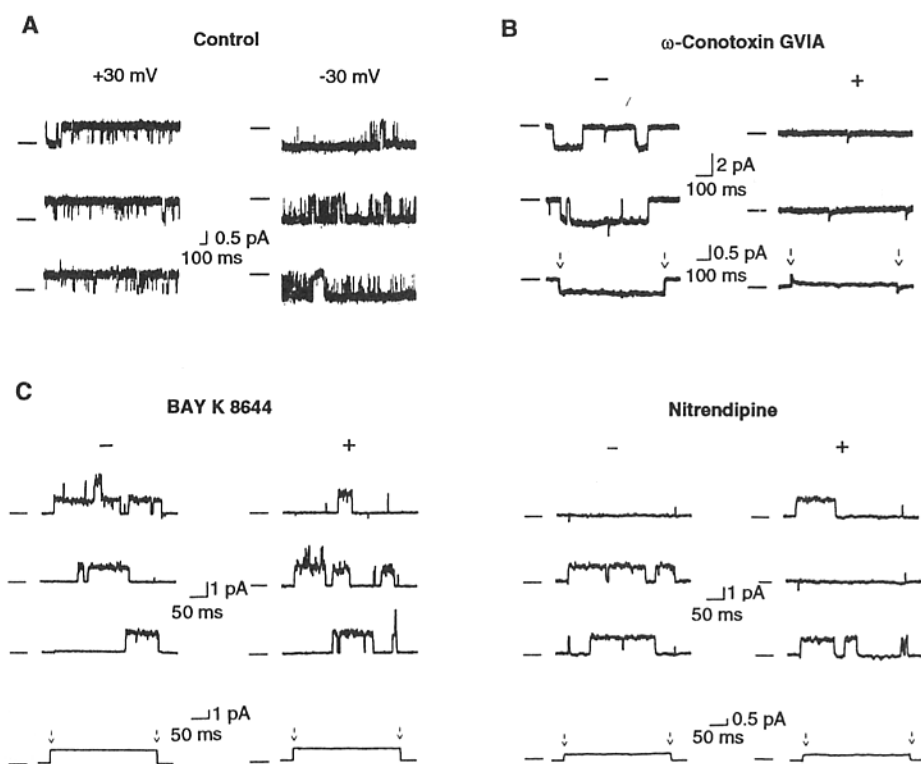 A
Control
+30 mV
-30 mV
0.5 pA
100 ms
B
ω-Conotoxin GVIA
–
+
2 pA
100 ms
0.5 pA
100 ms
C
BAY K 8644
–
+
1 pA
50 ms
1 pA
50 ms
Nitrendipine
-
+
1 pA
50 ms
0.5 pA
50 ms